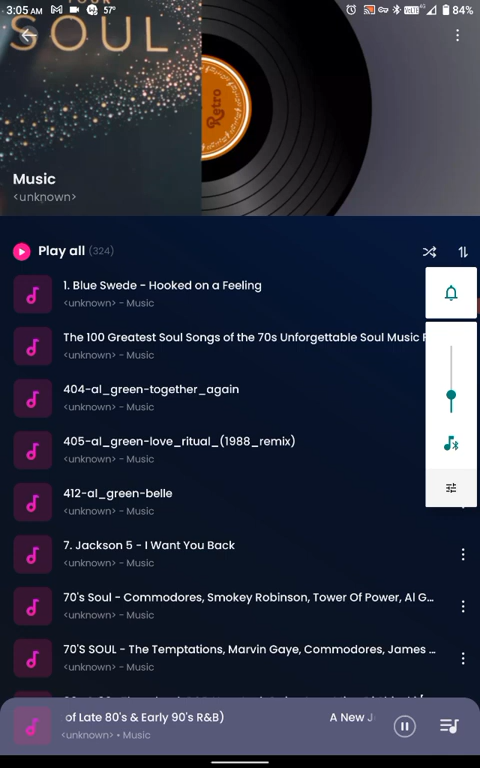 3:05 AM
57°
4G
VoLTE
84%
YOUR
SOUL
Retro
Music
<unknown>
Play all (324)
1. Blue Swede - Hooked on a Feeling
<unknown> - Music
The 100 Greatest Soul Songs of the 70s Unforgettable Soul Music F
<unknown> - Music
404-al_green-together_again
<unknown> - Music
405-al_green-love_ritual_(1988_remix)
<unknown> - Music
412-al_green-belle
<unknown> - Music
7. Jackson 5 - I Want You Back
<unknown> - Music
70's Soul - Commodores, Smokey Robinson, Tower Of Power, Al G...
<unknown> - Music
70'S SOUL - The Temptations, Marvin Gaye, Commodores, James ...
<unknown> - Music
of Late 80's & Early 90's R&B) A New J
<unknown> • Music